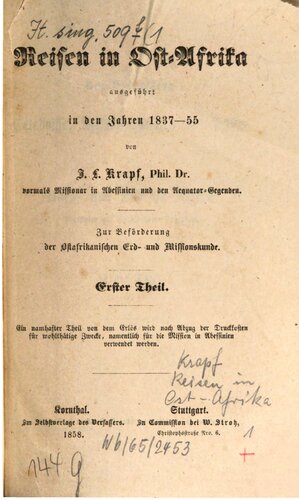 It. sing. 509 f/1
Reisen in Ost-Afrika
ausgeführt
in den Jahren 1837—55
von
J. L. Krapf, Phil. Dr.
vormals Missionar in Abessinien und den Aequator-Gegenden.
Zur Beförderung
der Ostafrikanischen Erd- und Missionskunde.
Erster Theil.
Ein namhafter Theil von dem Erlös wird nach Abzug der Druckkosten
für wohlthätige Zwecke, namentlich für die Mission in Abessinien
verwendet werden.
Krapf
Reisen in
Ost-Afrika
1
+
Kornthal. Stuttgart.
Im Selbstverlage des Verfassers. In Commission bei W. Stroh,
1858. Christophsstr. Nro. 6.
Wb/65/2453
144 g